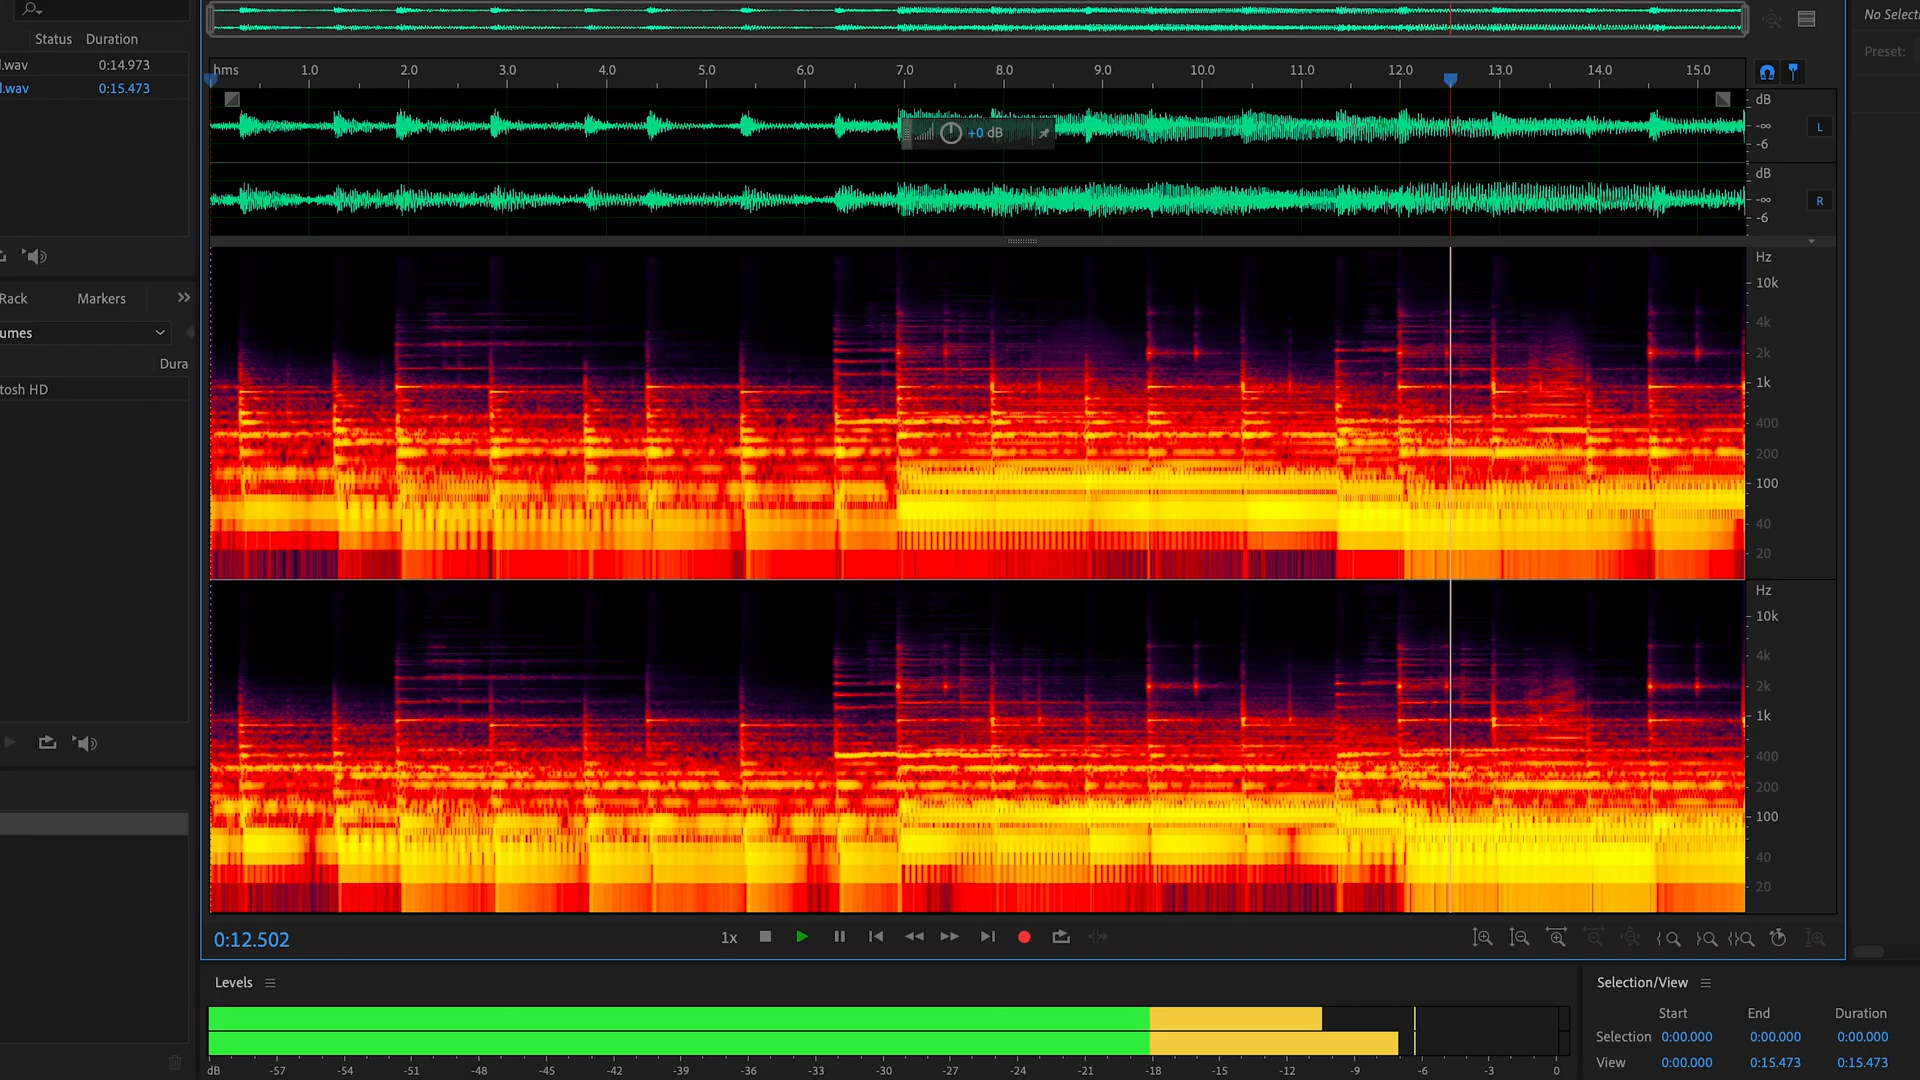 Status Duration
.wav 0:14.973
.wav 0:15.473
Rack Markers
umes
Dura
tosh HD
No Selecti
Preset:
hms 1.0 2.0 3.0 4.0 5.0 6.0 7.0 8.0 9.0 10.0 11.0 12.0 13.0 14.0 15.0
+0 dB
dB
-∞
-6
L
dB
-∞
-6
R
Hz
10k
4k
2k
1k
400
200
100
40
20
Hz
10k
4k
2k
1k
400
200
100
40
20
0:12.502
1x
Levels
dB -57 -54 -51 -48 -45 -42 -39 -36 -33 -30 -27 -24 -21 -18 -15 -12 -9 -6 -3 0
Selection/View
Start End Duration
Selection 0:00.000 0:00.000 0:00.000
View 0:00.000 0:15.473 0:15.473